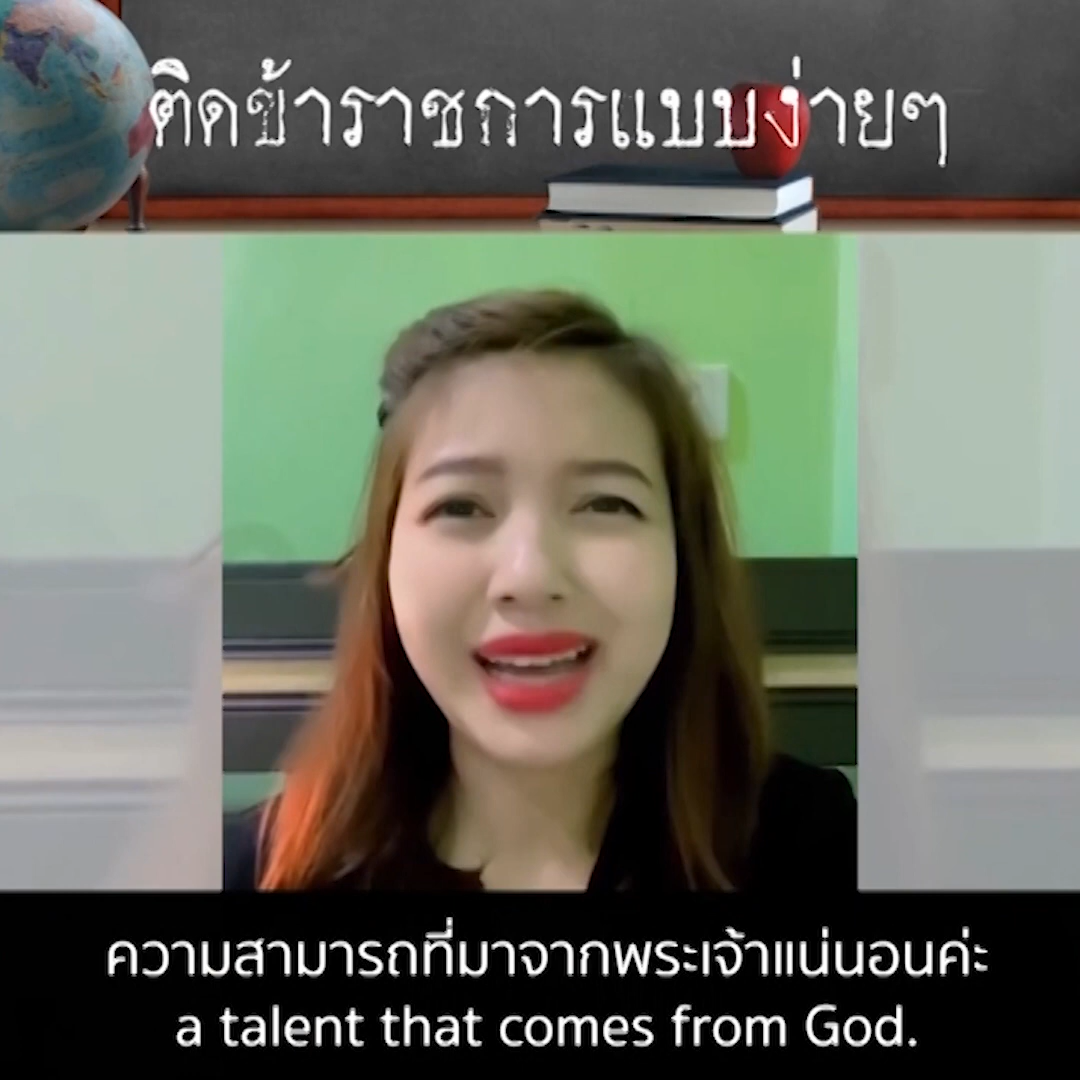 ติดข้าราชการแบบง่ายๆ
ความสามารถที่มาจากพระเจ้าแน่นอนค่ะ
a talent that comes from God.